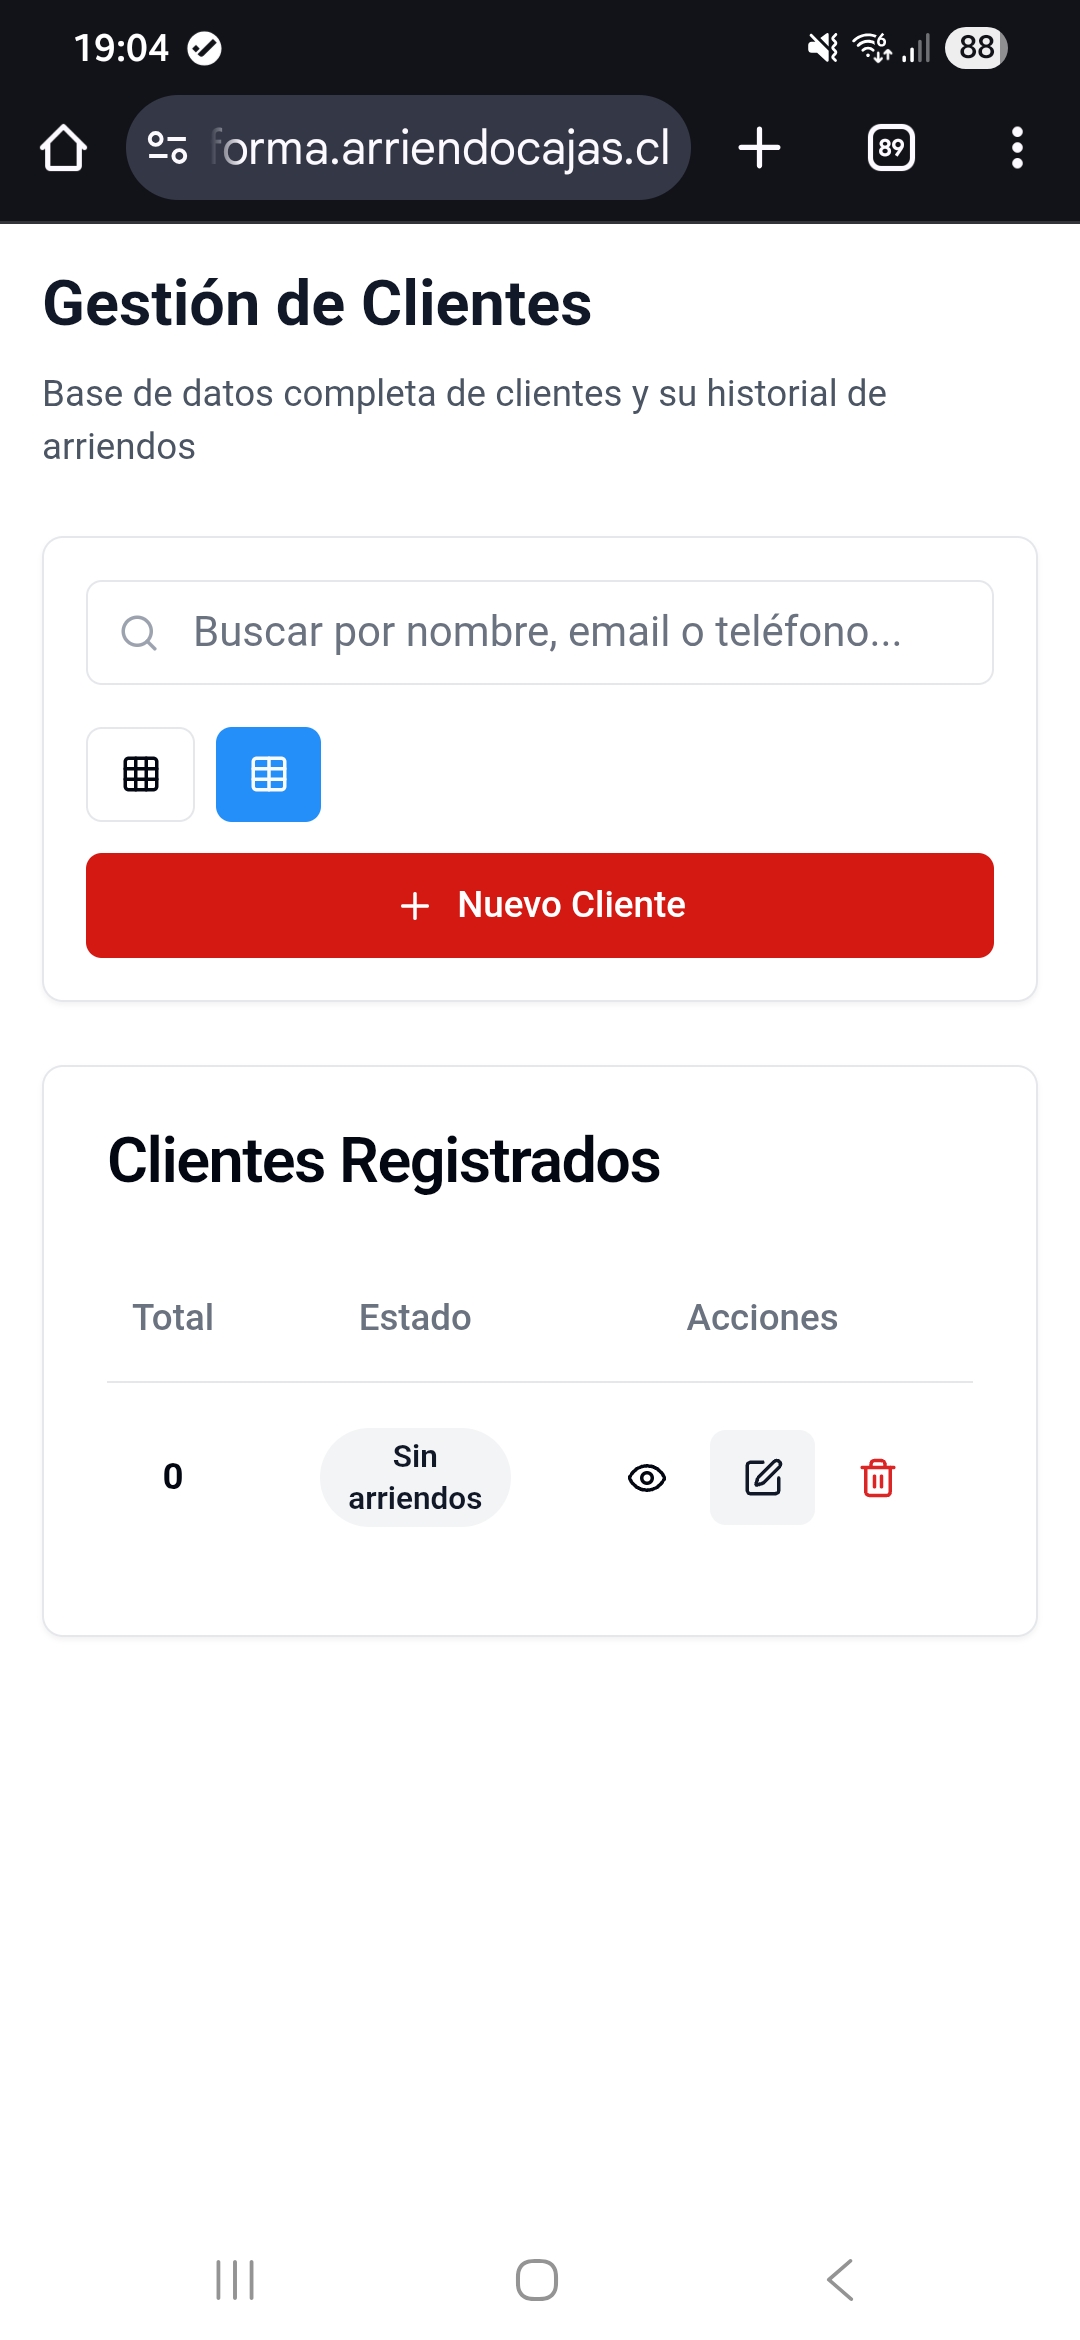 19:04
88
forma.arriendocajas.cl
89
Gestión de Clientes
Base de datos completa de clientes y su historial de
arriendos
Buscar por nombre, email o teléfono...
Nuevo Cliente
Clientes Registrados
Total Estado Acciones
0 Sin
arriendos